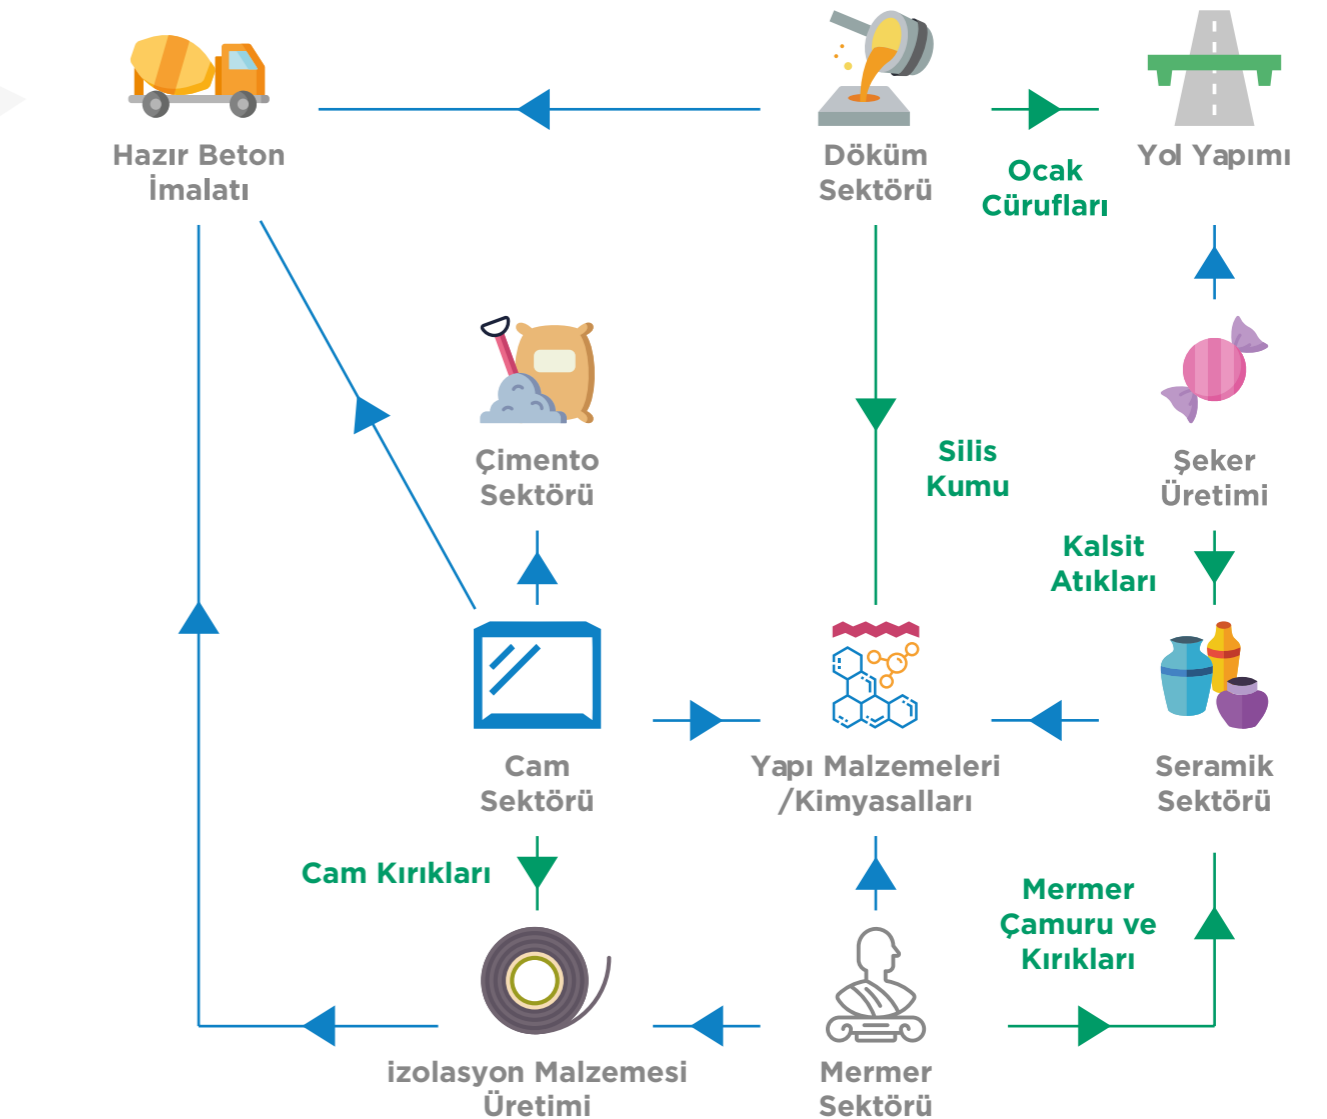 Hazır Beton
İmalatı
Döküm
Sektörü
Ocak
Cürufları
Yol Yapımı
Çimento
Sektörü
Silis
Kumu
Şeker
Üretimi
Kalsit
Atıkları
Cam
Sektörü
Yapı Malzemeleri
/Kimyasalları
Seramik
Sektörü
Cam Kırıkları
Mermer
Çamuru ve
Kırıkları
izolasyon Malzemesi
Üretimi
Mermer
Sektörü